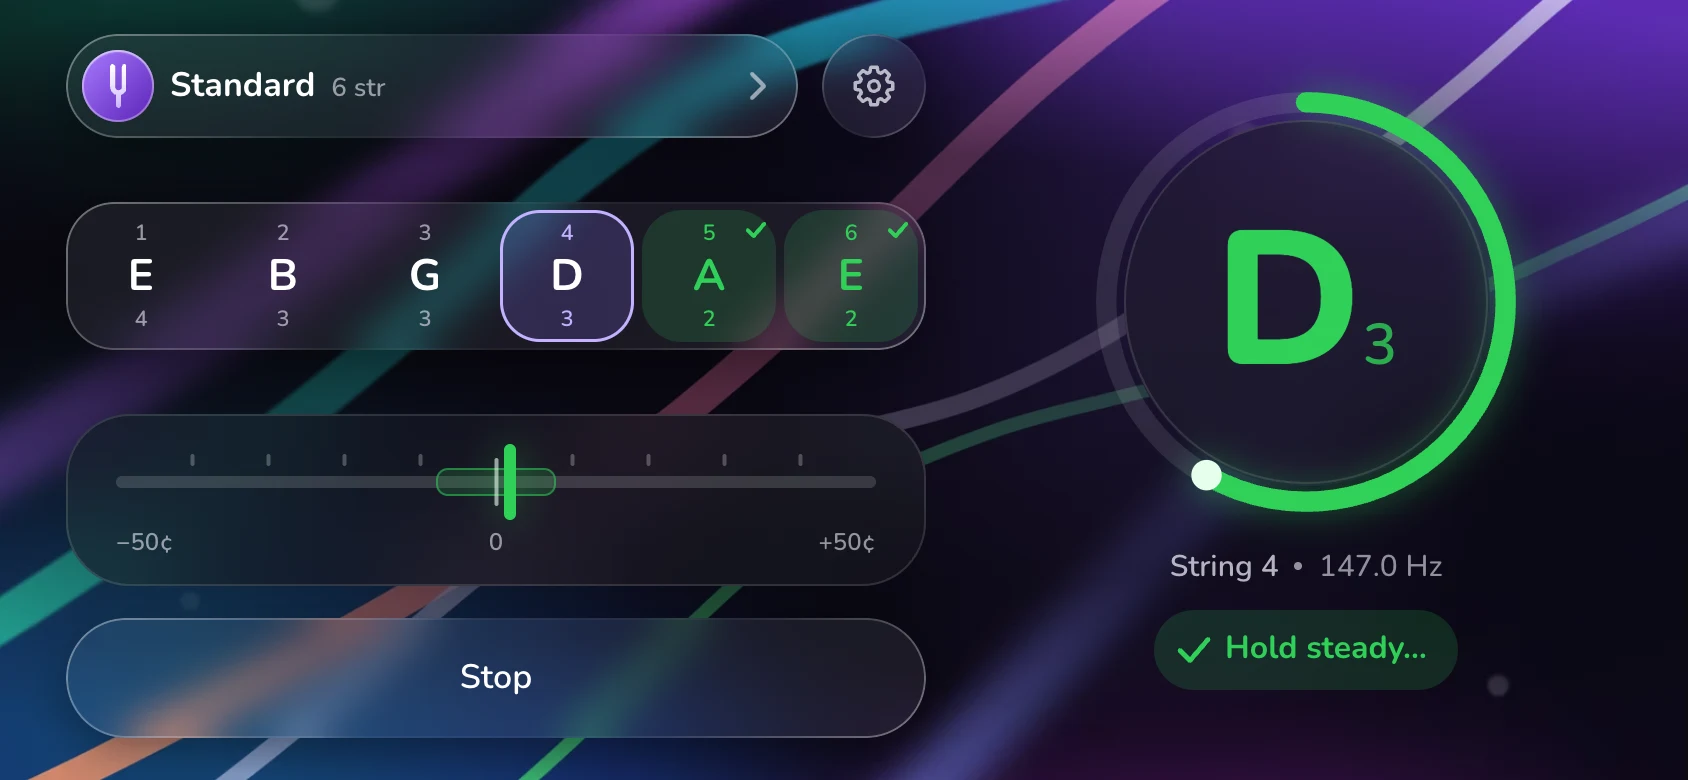 Standard 6 str
1 2 3 4 5 6
E B G D A E
4 3 3 3 2 2
−50¢ 0 +50¢
Stop
D3
String 4 • 147.0 Hz
Hold steady...